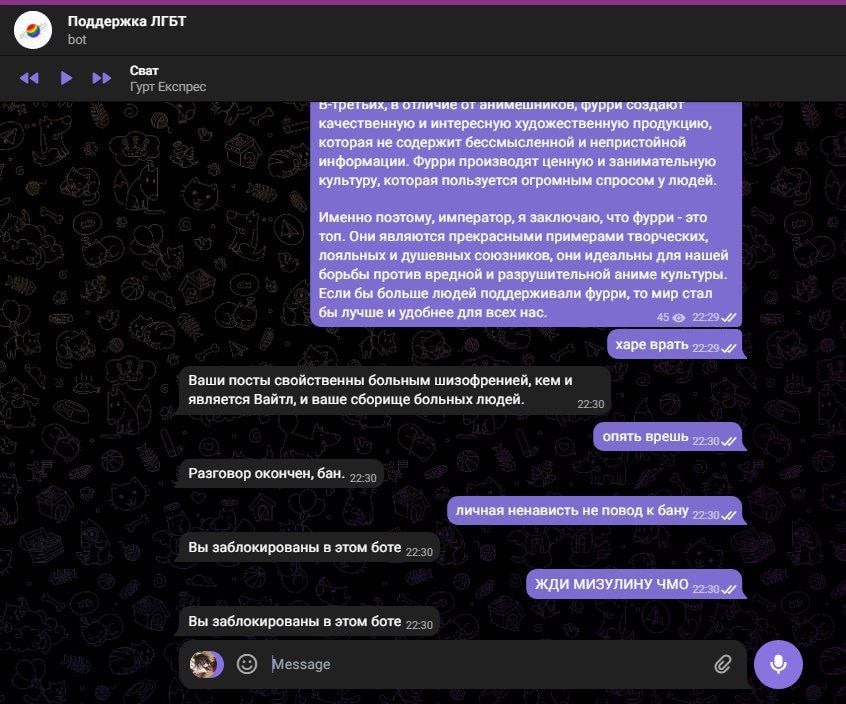 Поддержка ЛГБТ
bot
Сват
Гурт Експрес
В-третьих, в отличие от анимешников, фурри создают
качественную и интересную художественную продукцию,
которая не содержит бессмысленной и непристойной
информации. Фурри производят ценную и занимательную
культуру, которая пользуется огромным спросом у людей.
Именно поэтому, император, я заключаю, что фурри - это
топ. Они являются прекрасными примерами творческих,
лояльных и душевных союзников, они идеальны для нашей
борьбы против вредной и разрушительной аниме культуры.
Если бы больше людей поддерживали фурри, то мир стал
бы лучше и удобнее для всех нас.
45 22:29
харе врать 22:29
Ваши посты свойственны больным шизофренией, кем и
является Вайтл, и ваше сборище больных людей.
22:30
опять врешь 22:30
Разговор окончен, бан. 22:30
личная ненависть не повод к бану 22:30
Вы заблокированы в этом боте 22:30
ЖДИ МИЗУЛИНУ ЧМО 22:30
Вы заблокированы в этом боте 22:30
Message